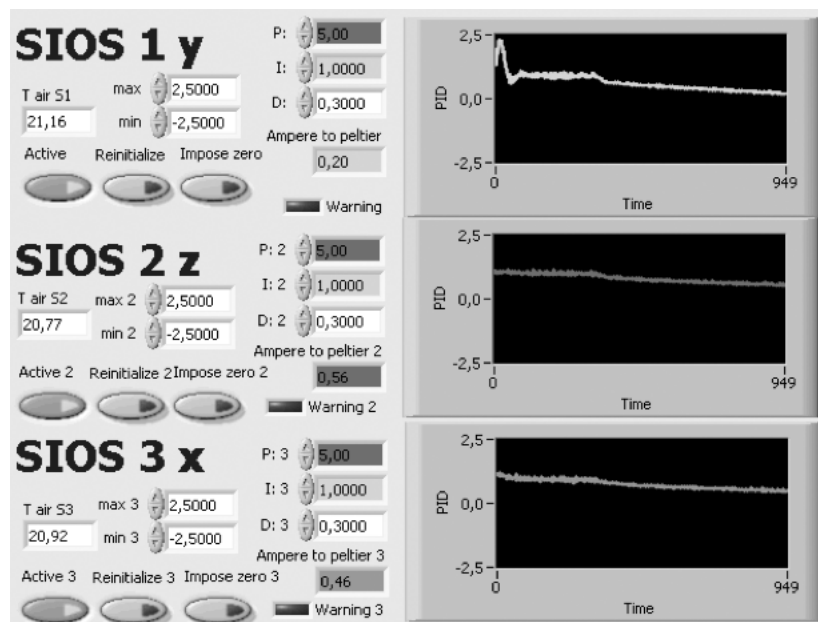 SIOS 1 y
P: 5,00
I: 1,0000
D: 0,3000
T air S1
21,16
max 2,5000
min -2,5000
Ampere to peltier
0,20
Active Reinitialize Impose zero
Warning
2,5
0,0
-2,5
PID
0 949
Time
SIOS 2 z
P: 2 5,00
I: 2 1,0000
D: 2 0,3000
T air S2
20,77
max 2 2,5000
min 2 -2,5000
Ampere to peltier 2
0,56
Active 2 Reinitialize 2 Impose zero 2
Warning 2
2,5
0,0
-2,5
PID
0 949
Time
SIOS 3 x
P: 3 5,00
I: 3 1,0000
D: 3 0,3000
T air S3
20,92
max 3 2,5000
min 3 -2,5000
Ampere to peltier 3
0,46
Active 3 Reinitialize 3 Impose zero 3
Warning 3
2,5
0,0
-2,5
PID
0 949
Time